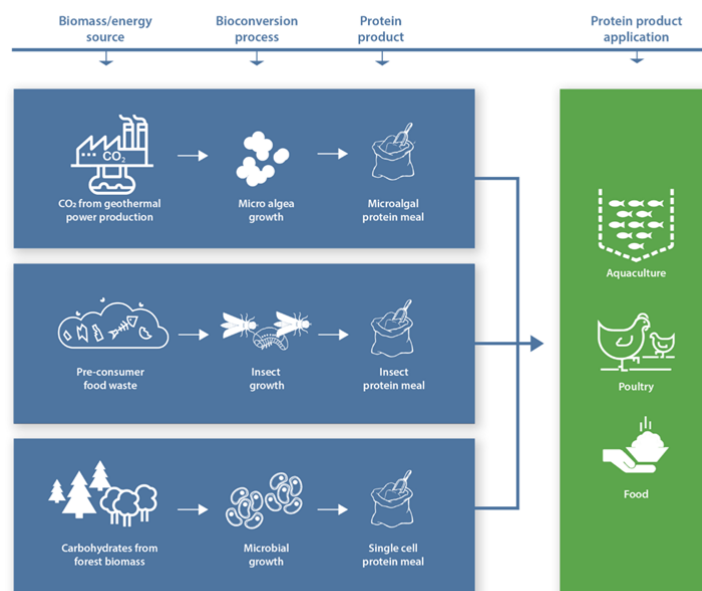 Biomass/energy
source
Bioconversion
process
Protein
product
Protein product
application
CO₂
CO₂ from geothermal
power production
Micro algea
growth
Microalgal
protein meal
Pre-consumer
food waste
Insect
growth
Insect
protein meal
Carbohydrates from
forest biomass
Microbial
growth
Single cell
protein meal
Aquaculture
Poultry
Food